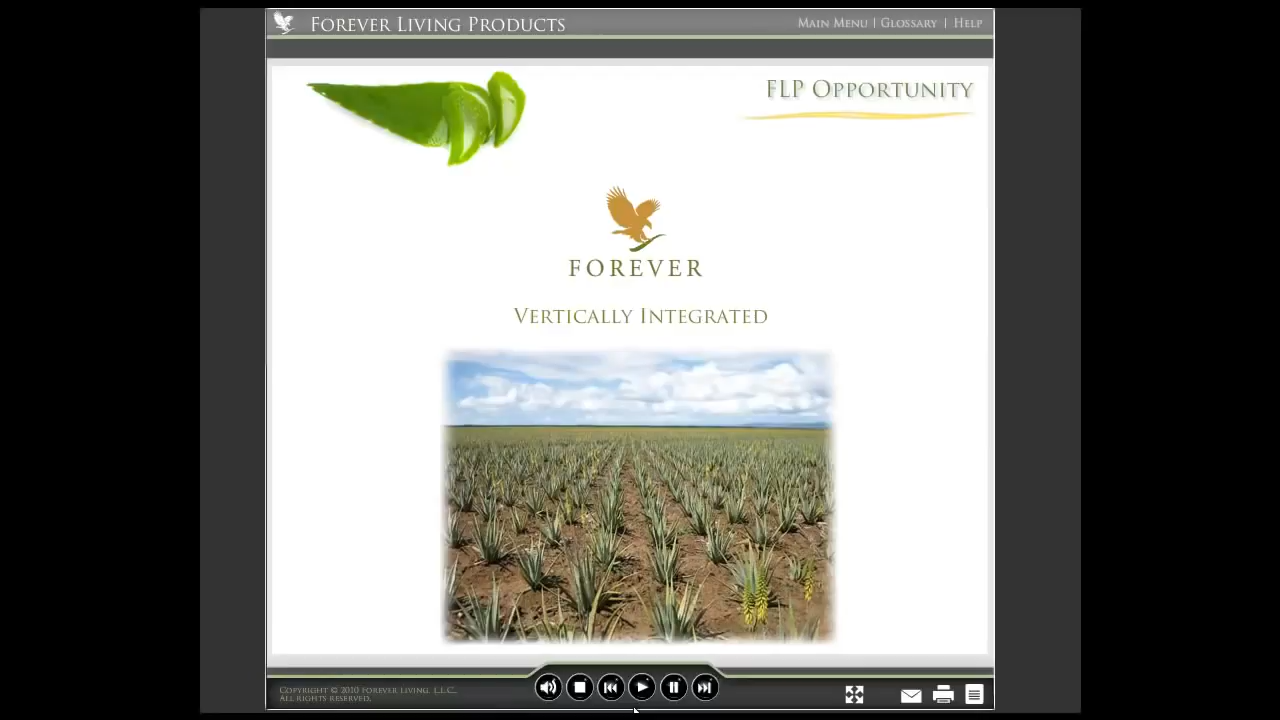 Forever Living Products
Main Menu | Glossary | Help
FLP Opportunity
FOREVER
Vertically Integrated
Copyright © 2010 Forever Living, L.L.C.
All Rights Reserved.